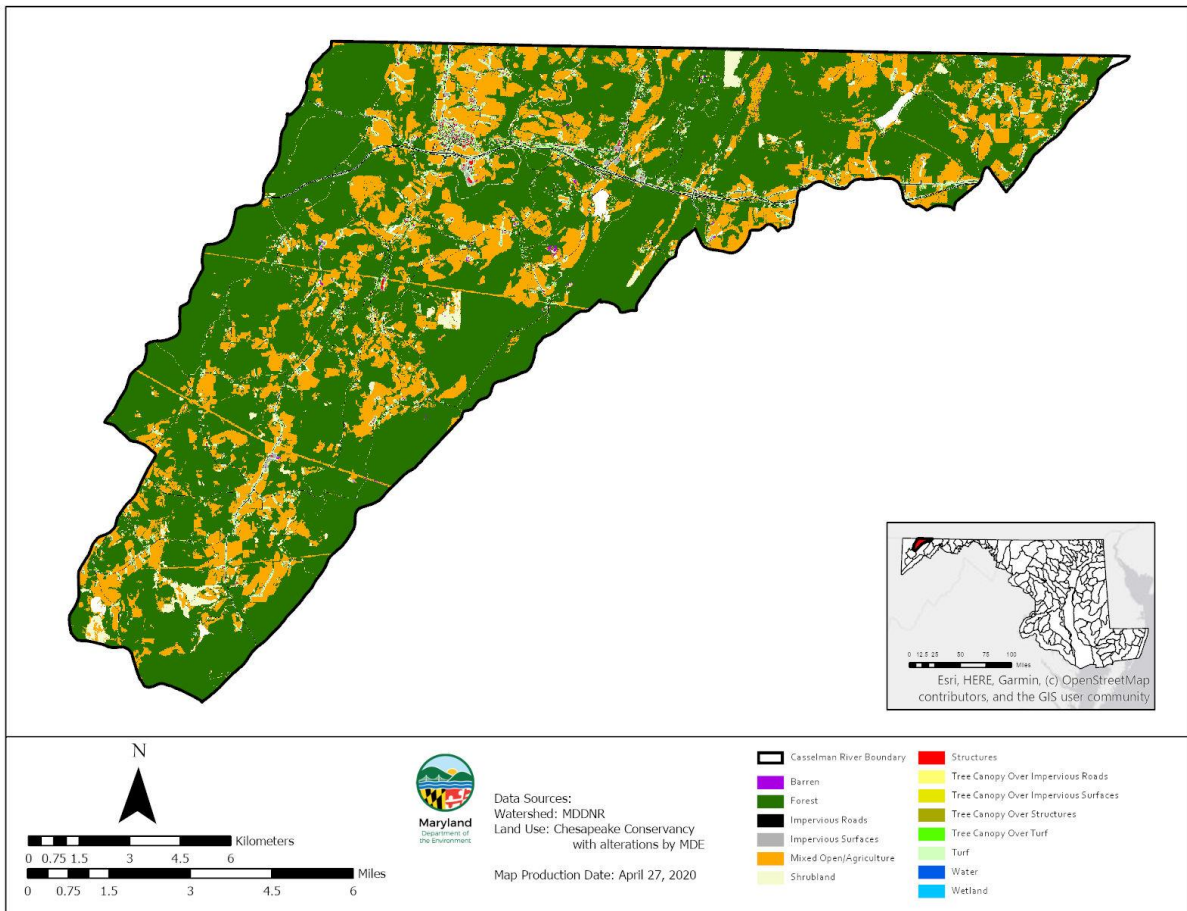 0 12.5 25 50 75 100
Miles
Esri, HERE, Garmin, (c) OpenStreetMap
contributors, and the GIS user community
N
Kilometers
0 0.75 1.5 3 4.5 6
Miles
0 0.75 1.5 3 4.5 6
Maryland
Department of
the Environment
Data Sources:
Watershed: MDDNR
Land Use: Chesapeake Conservancy
with alterations by MDE
Map Production Date: April 27, 2020
Casselman River Boundary
Barren
Forest
Impervious Roads
Impervious Surfaces
Mixed Open/Agriculture
Shrubland
Structures
Tree Canopy Over Impervious Roads
Tree Canopy Over Impervious Surfaces
Tree Canopy Over Structures
Tree Canopy Over Turf
Turf
Water
Wetland